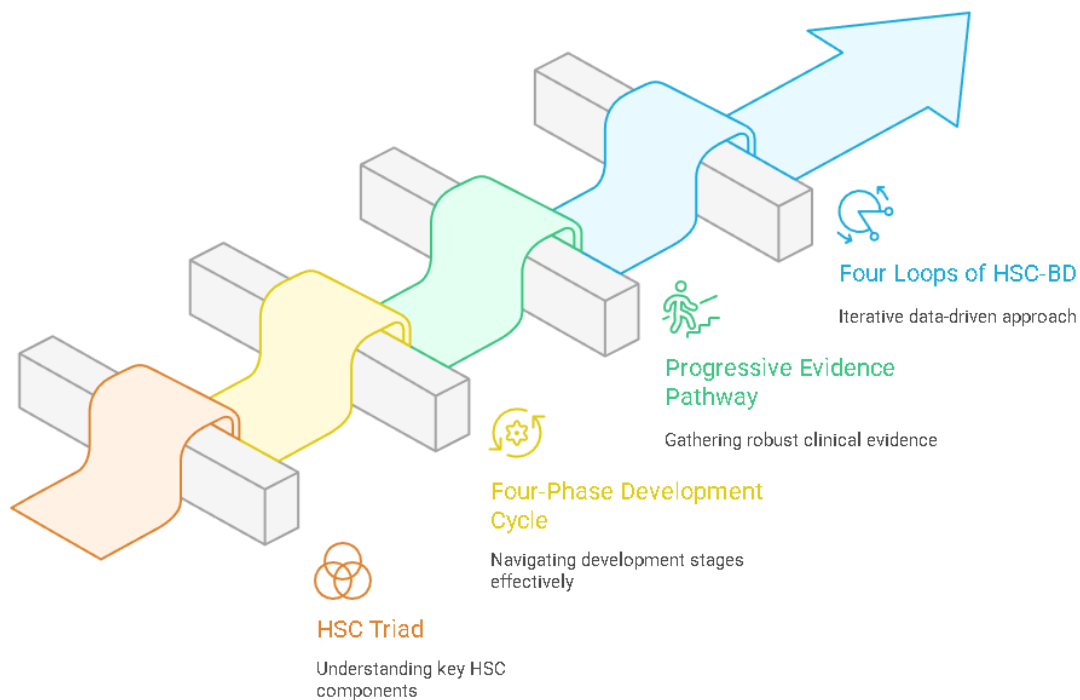 Four Loops of HSC-BD
Iterative data-driven approach
Progressive Evidence
Pathway
Gathering robust clinical evidence
Four-Phase Development
Cycle
Navigating development stages
effectively
HSC Triad
Understanding key HSC
components